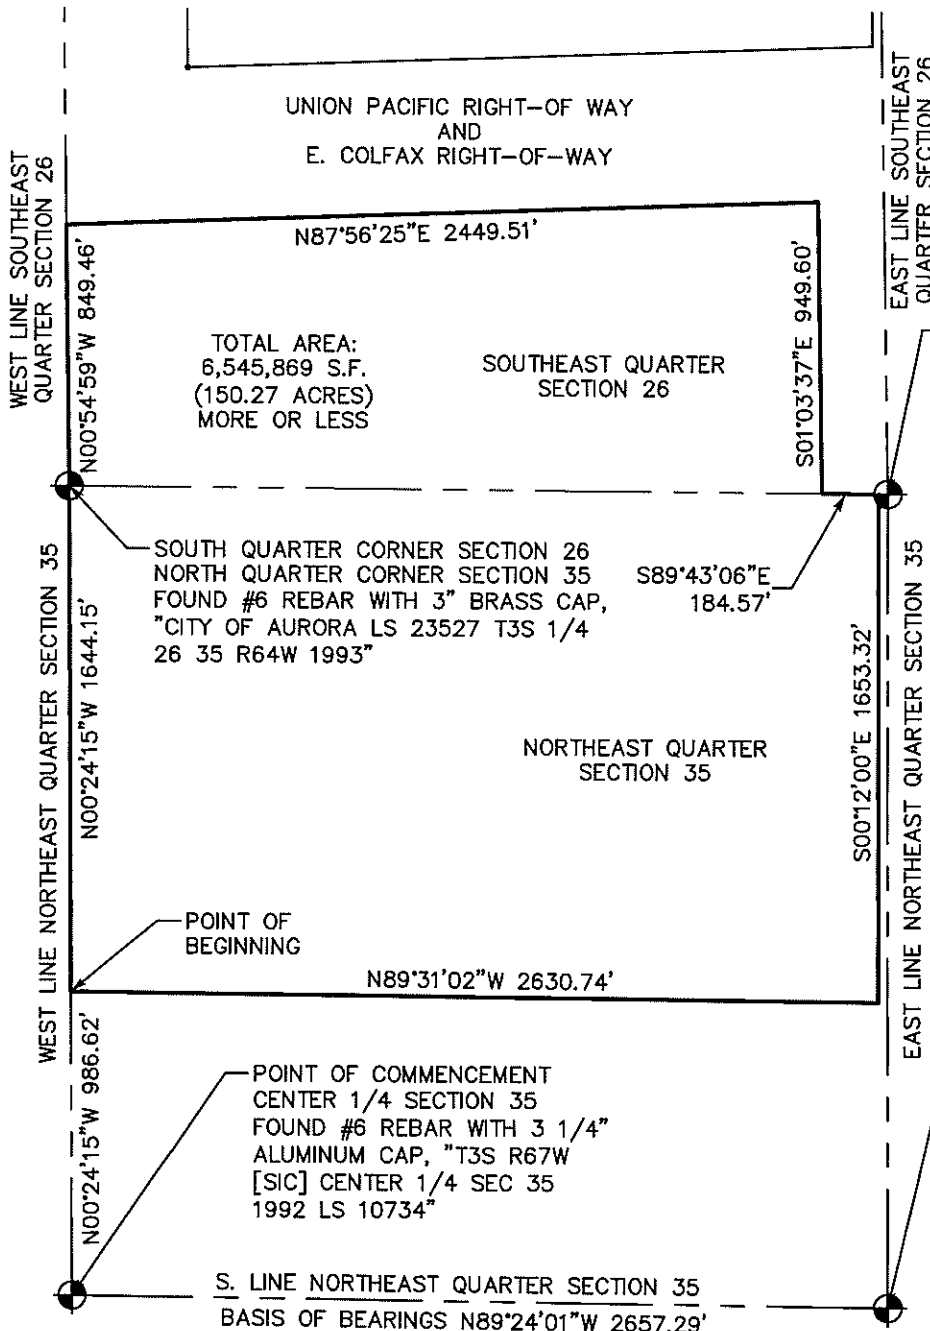 UNION PACIFIC RIGHT-OF WAY
AND
E. COLFAX RIGHT-OF-WAY
WEST LINE SOUTHEAST
QUARTER SECTION 26
EAST LINE SOUTHEAST
QUARTER SECTION 26
N87°56'25"E 2449.51'
N00°54'59"W 849.46'
S01°03'37"E 949.60'
TOTAL AREA:
6,545,869 S.F.
(150.27 ACRES)
MORE OR LESS
SOUTHEAST QUARTER
SECTION 26
SOUTH QUARTER CORNER SECTION 26
NORTH QUARTER CORNER SECTION 35
FOUND #6 REBAR WITH 3" BRASS CAP,
"CITY OF AURORA LS 23527 T3S 1/4
26 35 R64W 1993"
S89°43'06"E
184.57'
WEST LINE NORTHEAST QUARTER SECTION 35
N00°24'15"W 1644.15'
S00°12'00"E 1653.32'
EAST LINE NORTHEAST QUARTER SECTION 35
NORTHEAST QUARTER
SECTION 35
POINT OF
BEGINNING
N89°31'02"W 2630.74'
N00°24'15"W 986.62'
POINT OF COMMENCEMENT
CENTER 1/4 SECTION 35
FOUND #6 REBAR WITH 3 1/4"
ALUMINUM CAP, "T3S R67W
[SIC] CENTER 1/4 SEC 35
1992 LS 10734"
S. LINE NORTHEAST QUARTER SECTION 35
BASIS OF BEARINGS N89°24'01"W 2657.29'